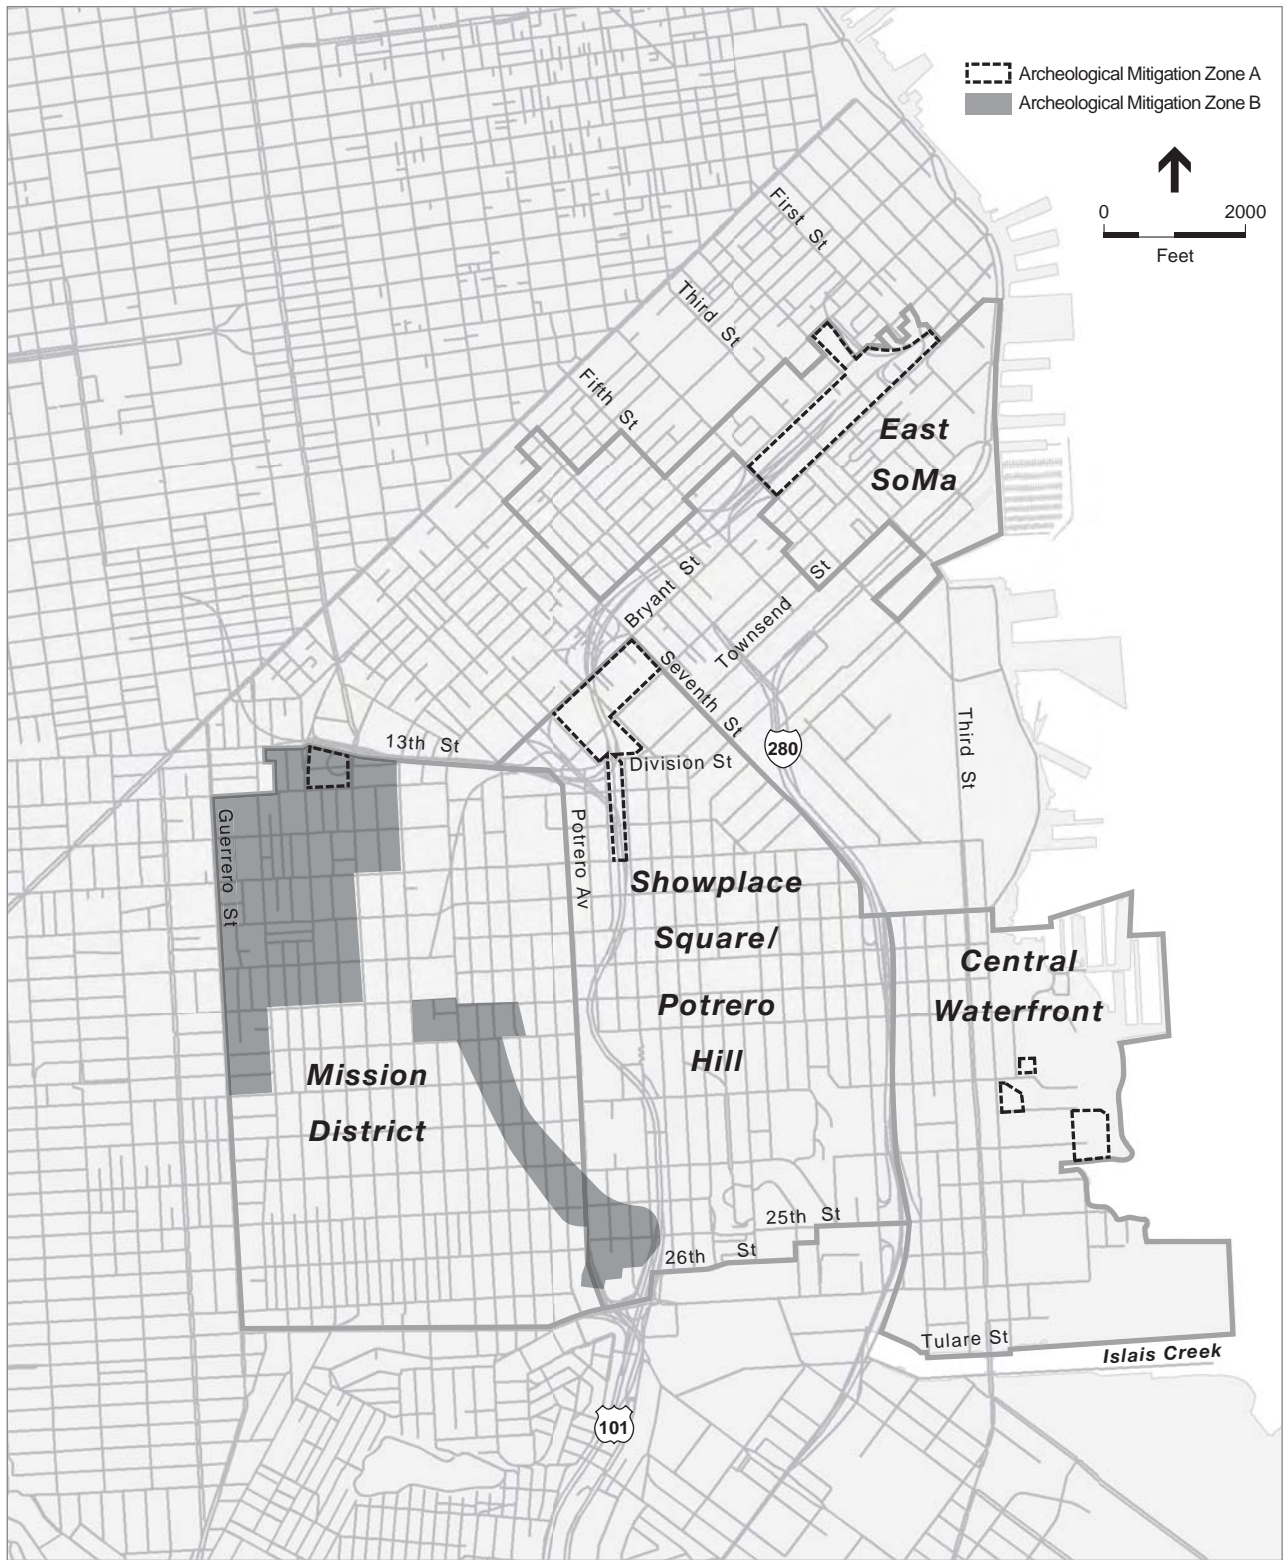 Archeological Mitigation Zone A
Archeological Mitigation Zone B
0 2000
Feet
First St
Third St
Fifth St
East
SoMa
Bryant St
Townsend St
Seventh St
280
Third St
13th St
Division St
Guerrero St
Potrero Av
Showplace
Square/
Potrero
Hill
Central
Waterfront
Mission
District
25th St
26th St
Tulare St
Islais Creek
101